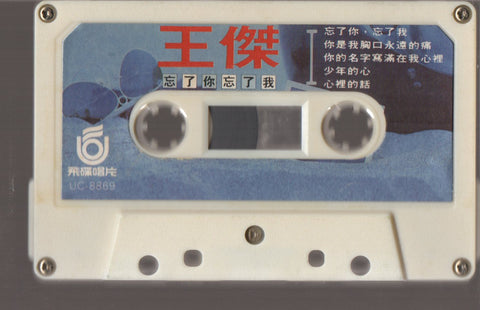 王傑
忘了你忘了我
忘了你，忘了我
你是我胸口永遠的痛
你的名字寫滿在我心裡
少年的心
心裡的話
飛碟唱片
UC-8869